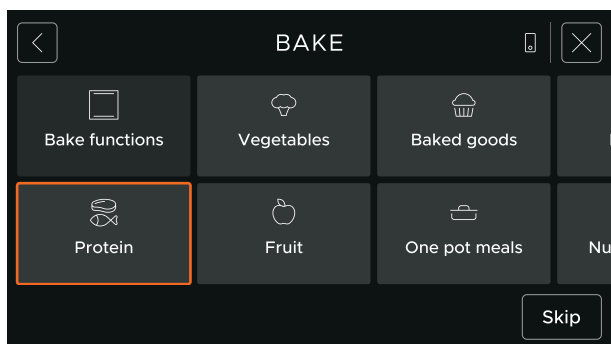 BAKE
Bake functions
Vegetables
Baked goods
Protein
Fruit
One pot meals
Skip